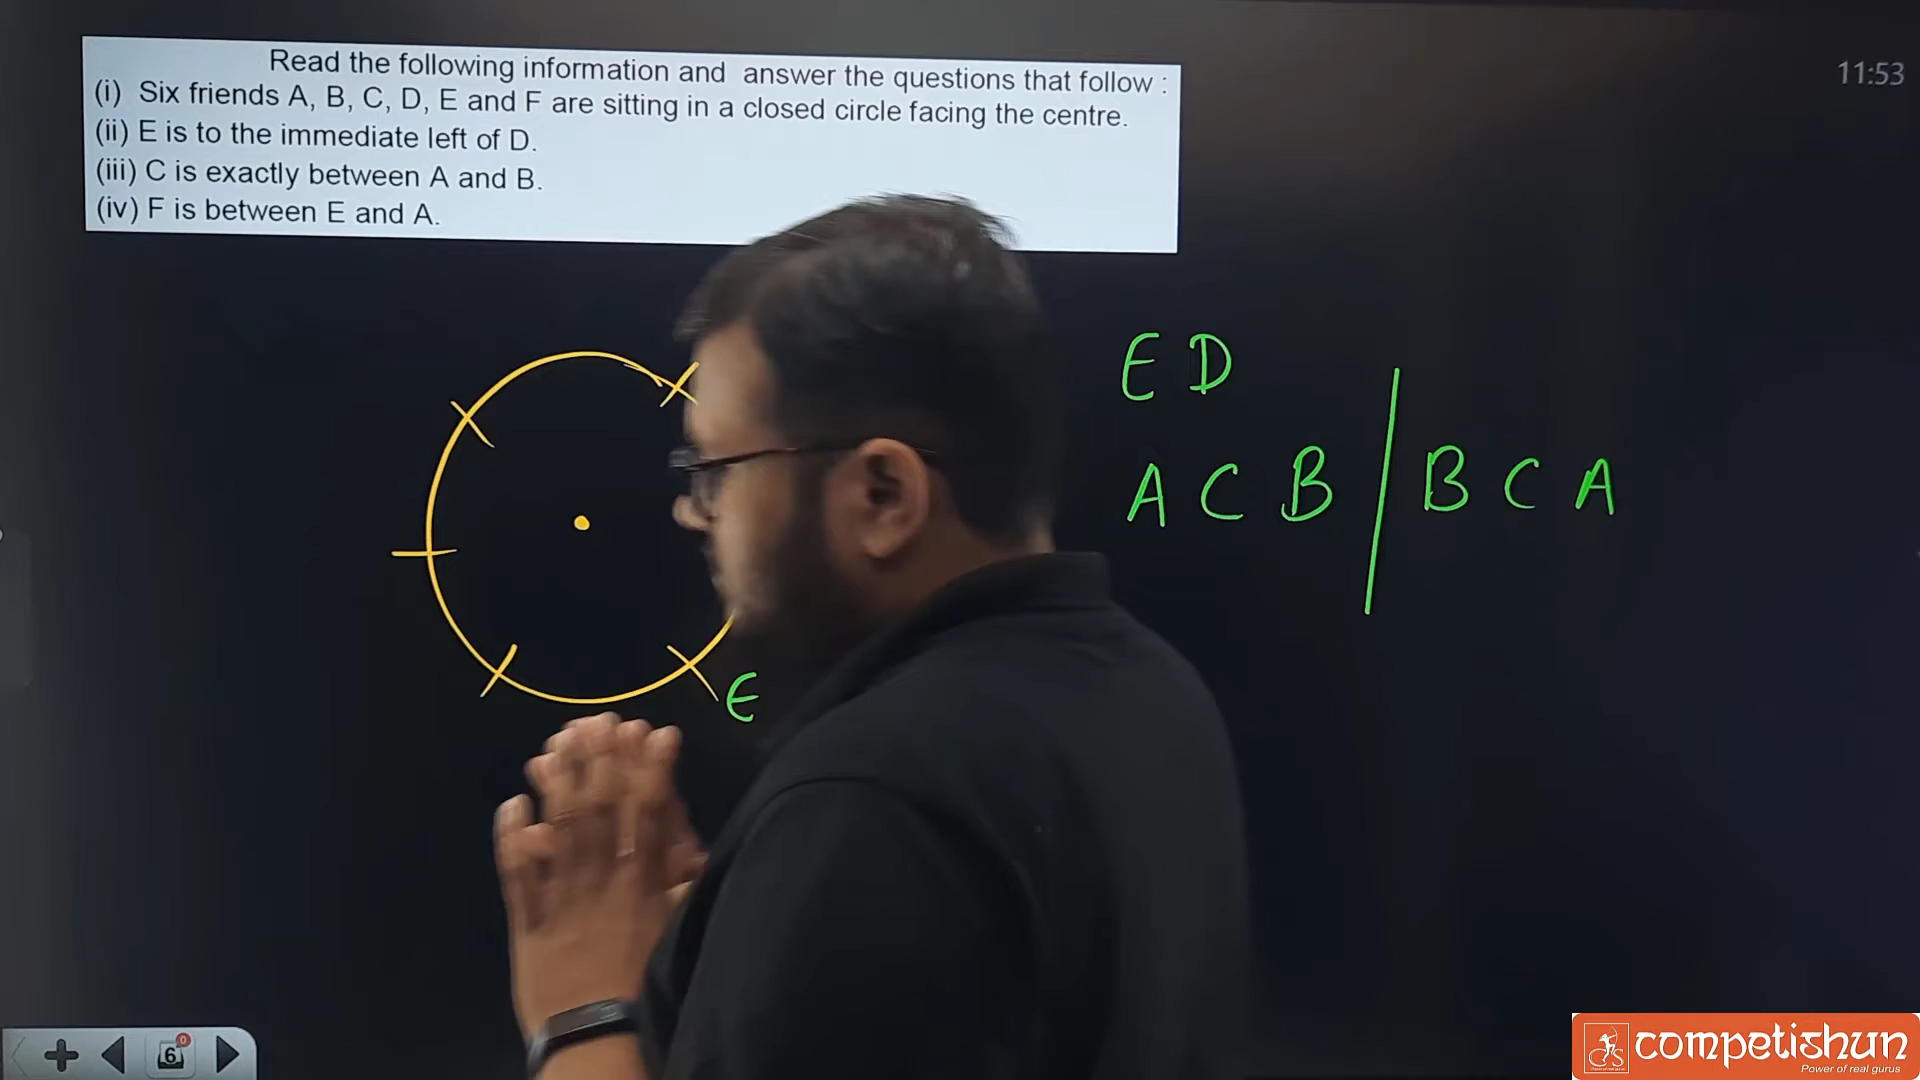 11:53
Read the following information and answer the questions that follow :
(i) Six friends A, B, C, D, E and F are sitting in a closed circle facing the centre.
(ii) E is to the immediate left of D.
(iii) C is exactly between A and B.
(iv) F is between E and A.
E D
A C B / B C A
E
6
0
competishun
Power of real gurus